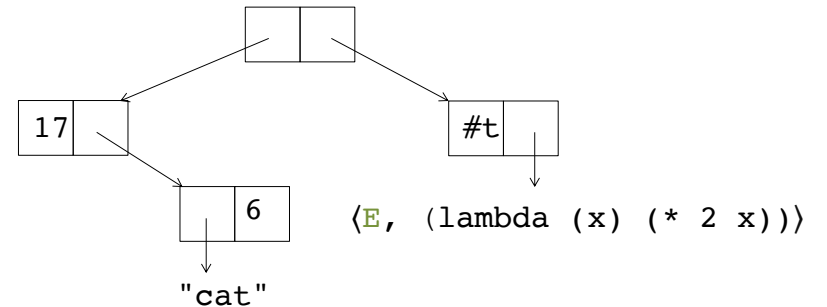 17
#t
6
⟨E, (lambda (x) (* 2 x))⟩
"cat"